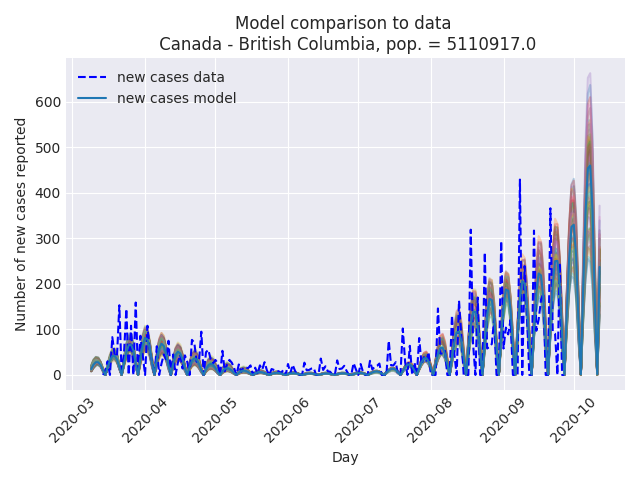 Model comparison to data
Canada - British Columbia, pop. = 5110917.0
new cases data
new cases model
Number of new cases reported
600
500
400
300
200
100
0
2020-03
2020-04
2020-05
2020-06
2020-07
2020-08
2020-09
2020-10
Day